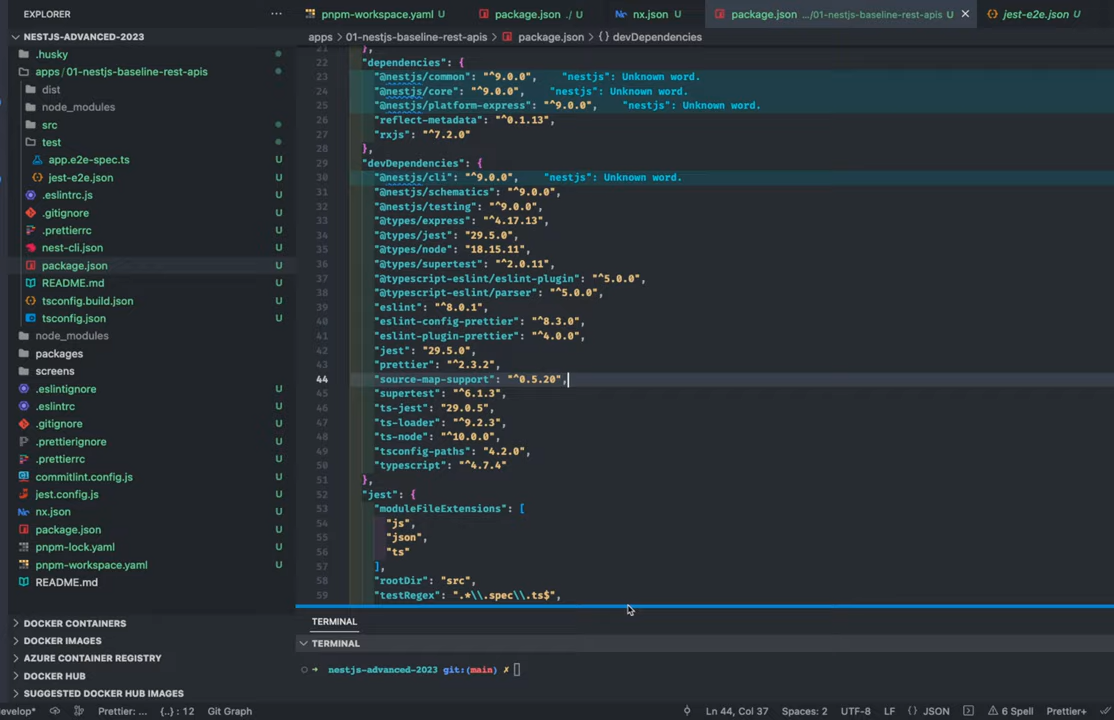 EXPLORER
pnpm-workspace.yaml U
package.json ./ U
nx.json U
package.json .../01-nestjs-baseline-rest-apis U
jest-e2e.json U
NESTJS-ADVANCED-2023
apps > 01-nestjs-baseline-rest-apis > package.json > {} devDependencies
.husky
apps / 01-nestjs-baseline-rest-apis
dist
node_modules
src
test
app.e2e-spec.ts U
jest-e2e.json U
.eslintrc.js U
.gitignore U
.prettierrc U
nest-cli.json U
package.json U
README.md U
tsconfig.build.json U
tsconfig.json U
node_modules
packages
screens
.eslintignore U
.eslintrc U
.gitignore U
.prettierignore U
.prettierrc U
commitlint.config.js U
jest.config.js U
nx.json U
package.json U
pnpm-lock.yaml U
pnpm-workspace.yaml U
README.md
DOCKER CONTAINERS
DOCKER IMAGES
AZURE CONTAINER REGISTRY
DOCKER HUB
SUGGESTED DOCKER HUB IMAGES
21 },
22 "dependencies": {
23 "@nestjs/common": "^9.0.0", "nestjs": Unknown word.
24 "@nestjs/core": "^9.0.0", "nestjs": Unknown word.
25 "@nestjs/platform-express": "^9.0.0", "nestjs": Unknown word.
26 "reflect-metadata": "^0.1.13",
27 "rxjs": "^7.2.0"
28 },
29 "devDependencies": {
30 "@nestjs/cli": "^9.0.0", "nestjs": Unknown word.
31 "@nestjs/schematics": "^9.0.0",
32 "@nestjs/testing": "^9.0.0",
33 "@types/express": "^4.17.13",
34 "@types/jest": "29.5.0",
35 "@types/node": "18.15.11",
36 "@types/supertest": "^2.0.11",
37 "@typescript-eslint/eslint-plugin": "^5.0.0",
38 "@typescript-eslint/parser": "^5.0.0",
39 "eslint": "^8.0.1",
40 "eslint-config-prettier": "^8.3.0",
41 "eslint-plugin-prettier": "^4.0.0",
42 "jest": "29.5.0",
43 "prettier": "^2.3.2",
44 "source-map-support": "^0.5.20",
45 "supertest": "^6.1.3",
46 "ts-jest": "29.0.5",
47 "ts-loader": "^9.2.3",
48 "ts-node": "^10.0.0",
49 "tsconfig-paths": "4.2.0",
50 "typescript": "^4.7.4"
51 },
52 "jest": {
53 "moduleFileExtensions": [
54 "js",
55 "json",
56 "ts"
57 ],
58 "rootDir": "src",
59 "testRegex": ".*\\.spec\\.ts$",
TERMINAL
TERMINAL
nestjs-advanced-2023 git:(main) ✗
evelop* Prettier: ... {..} : 12 Git Graph Ln 44, Col 37 Spaces: 2 UTF-8 LF {} JSON 6 Spell Prettier+